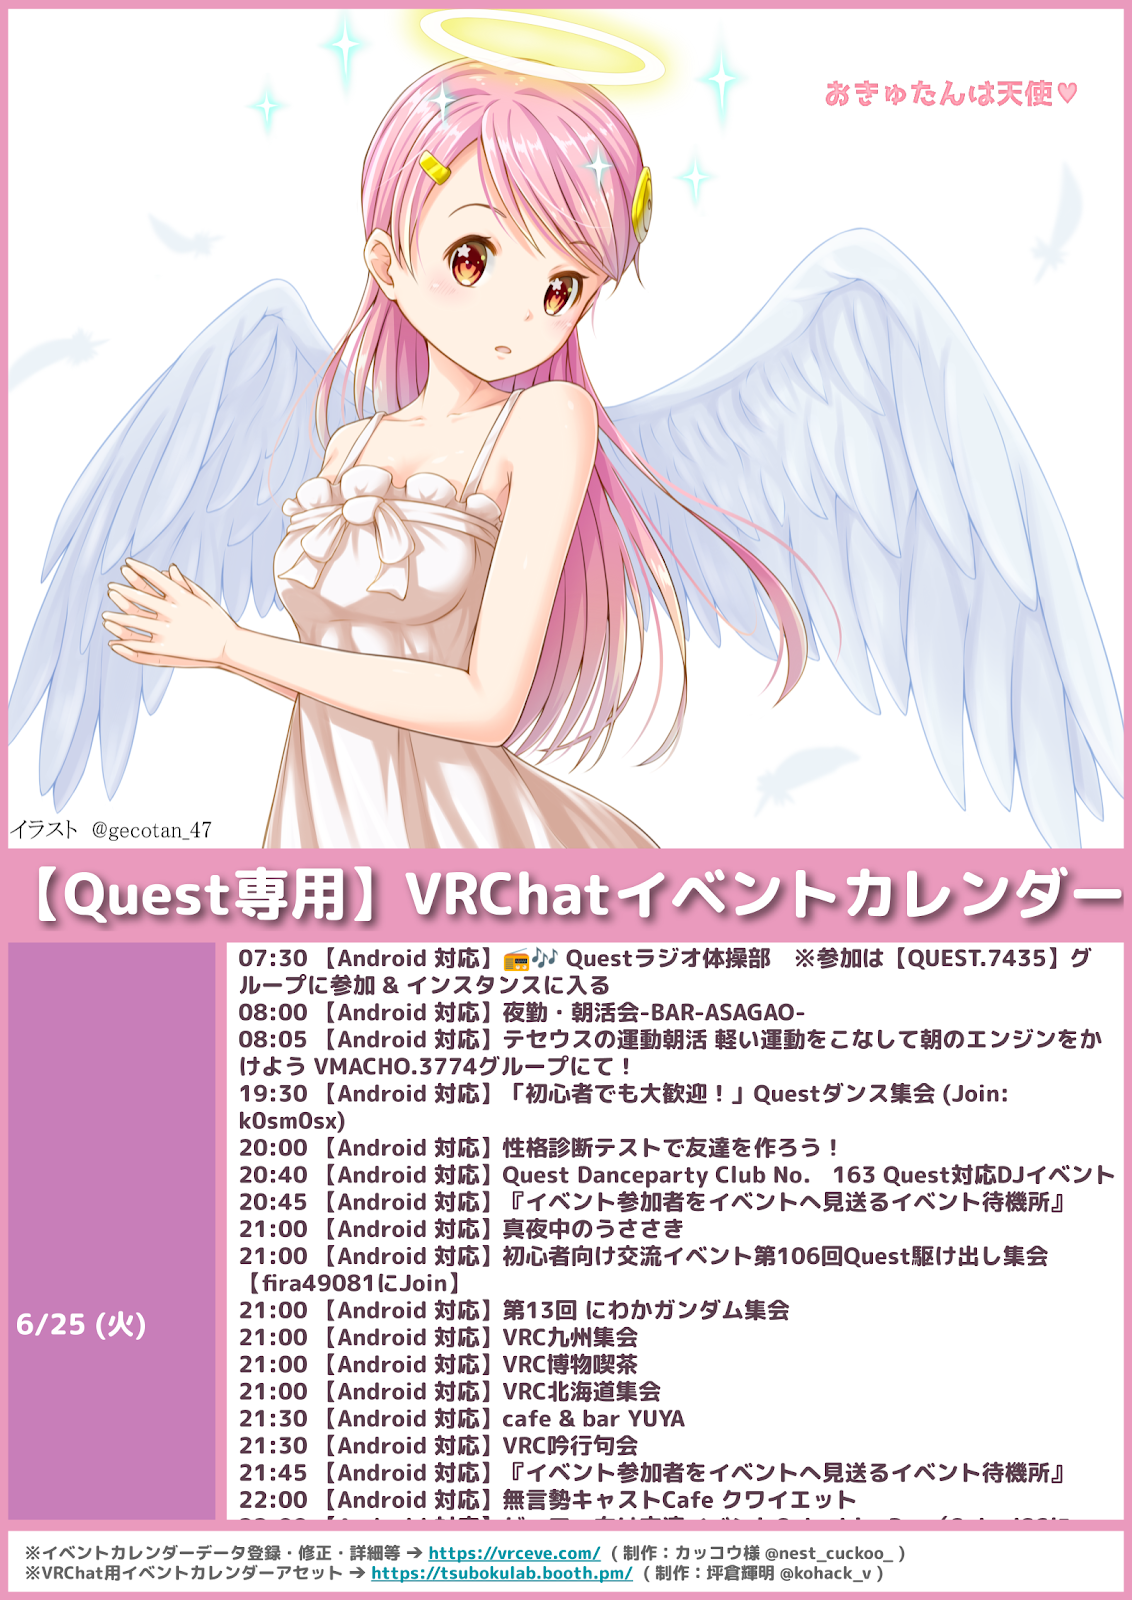 おきゅたんは天使♥
イラスト @gecotan_47
【Quest専用】VRChatイベントカレンダー
6/25 (火)
07:30 【Android 対応】📻🎶 Questラジオ体操部　※参加は【QUEST.7435】グ
ループに参加 & インスタンスに入る
08:00 【Android 対応】夜勤・朝活会-BAR-ASAGAO-
08:05 【Android 対応】テセウスの運動朝活 軽い運動をこなして朝のエンジンをか
けよう VMACHO.3774グループにて！
19:30 【Android 対応】「初心者でも大歓迎！」Questダンス集会 (Join:
k0sm0sx)
20:00 【Android 対応】性格診断テストで友達を作ろう！
20:40 【Android 対応】Quest Danceparty Club No.　163 Quest対応DJイベント
20:45 【Android 対応】『イベント参加者をイベントへ見送るイベント待機所』
21:00 【Android 対応】真夜中のうささき
21:00 【Android 対応】初心者向け交流イベント第106回Quest駆け出し集会
【fira49081にJoin】
21:00 【Android 対応】第13回 にわかガンダム集会
21:00 【Android 対応】VRC九州集会
21:00 【Android 対応】VRC博物喫茶
21:00 【Android 対応】VRC北海道集会
21:30 【Android 対応】cafe & bar YUYA
21:30 【Android 対応】VRC吟行句会
21:45 【Android 対応】『イベント参加者をイベントへ見送るイベント待機所』
22:00 【Android 対応】無言勢キャストCafe クワイエット
※イベントカレンダーデータ登録・修正・詳細等 ➔ https://vrceve.com/ ( 制作：カッコウ様 @nest_cuckoo_ )
※VRChat用イベントカレンダーアセット ➔ https://tsubokulab.booth.pm/ ( 制作：坪倉輝明 @kohack_v )